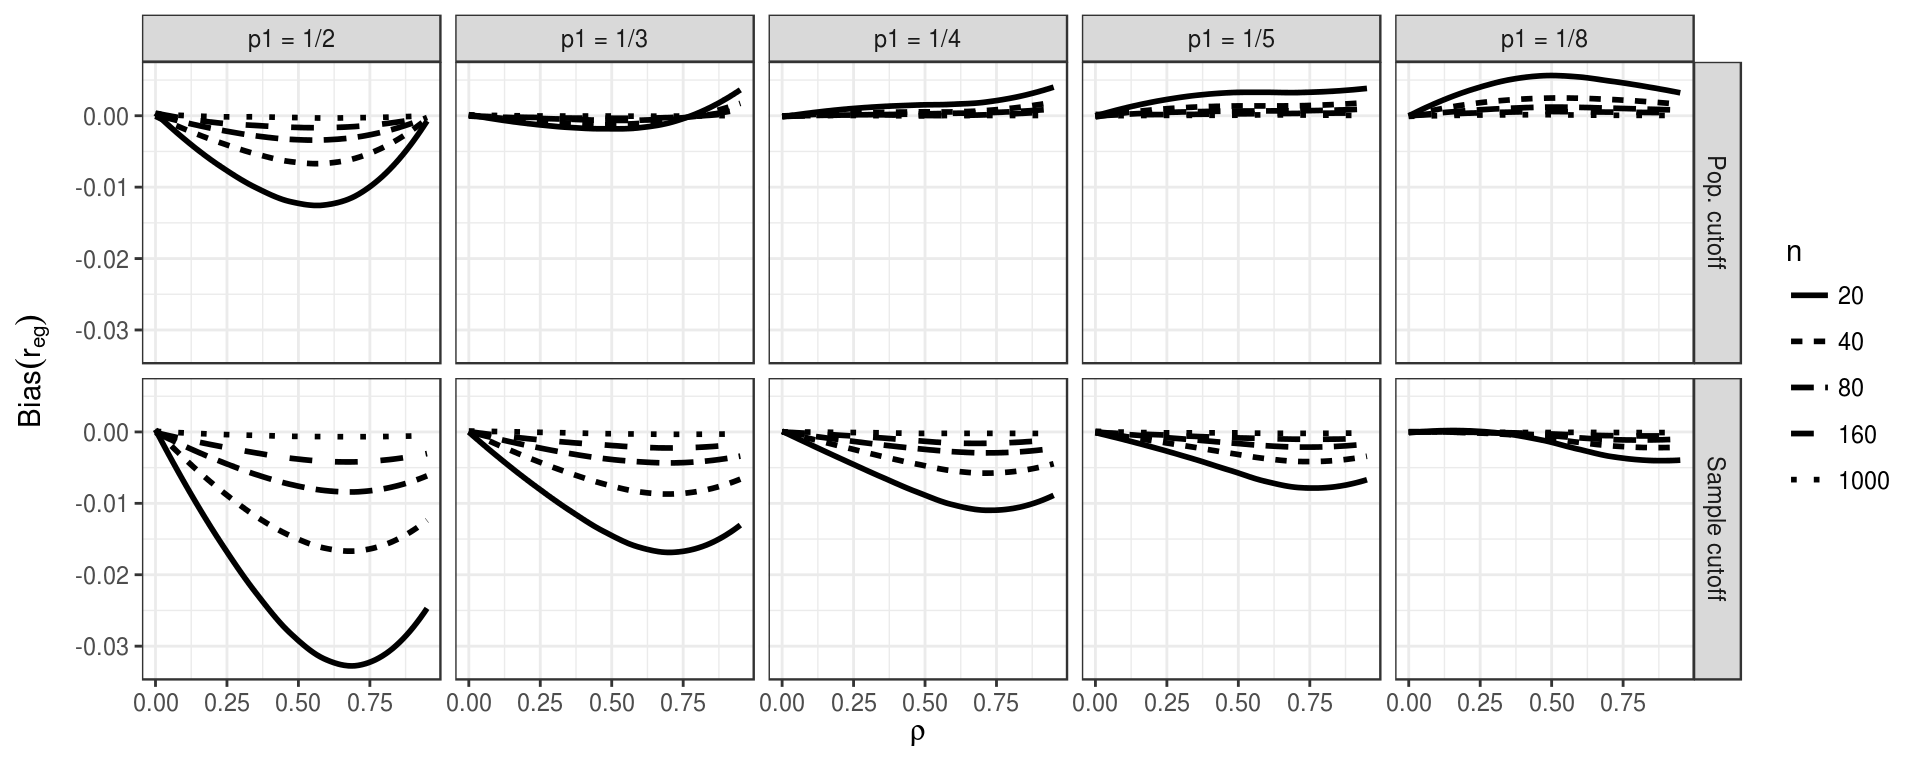 p1 = 1/2 p1 = 1/3 p1 = 1/4 p1 = 1/5 p1 = 1/8
0.00
-0.01
-0.02
-0.03
Pop. cutoff
0.00
-0.01
-0.02
-0.03
Sample cutoff
0.00 0.25 0.50 0.75 0.00 0.25 0.50 0.75 0.00 0.25 0.50 0.75 0.00 0.25 0.50 0.75 0.00 0.25 0.50 0.75
ρ
Bias(r_eg)
n
20
40
80
160
1000